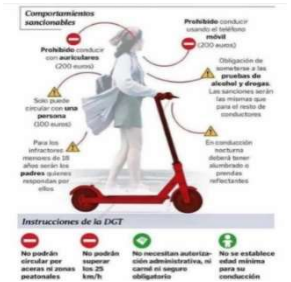 Comportamientos
sancionables
Prohibido conducir
con auriculares
(200 euros)
Prohibido conducir
usando el teléfono
móvil
(200 euros)
Obligación de
someterse a las
pruebas de
alcohol y drogas.
Las sanciones serán
las mismas que
para el resto de
conductores
Solo puede
circular con una
persona
(100 euros)
Para los
infractores
menores de 18
años serán los
padres quienes
respondan por
ellos
En conducción
nocturna
deberá tener
alumbrado o
prendas
reflectantes
Instrucciones de la DGT
No podrán
circular por
aceras ni zonas
peatonales
No podrán
superar
los 25
km/h
No necesitan autoriza-
ción administrativa, ni
carné ni seguro
obligatorio
No se establece
edad mínima
para su
conducción